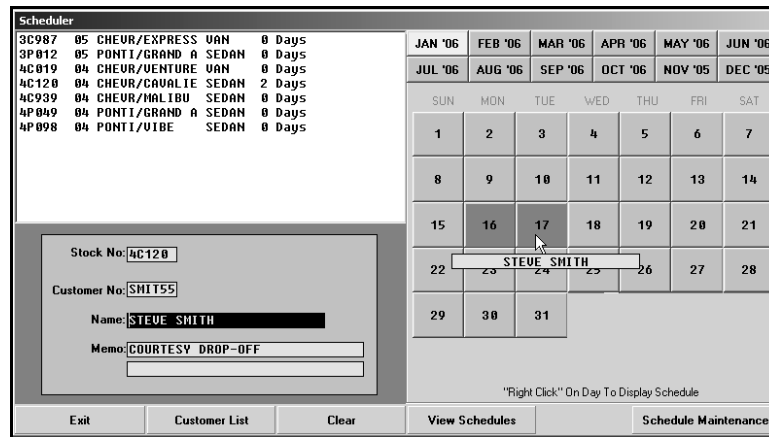 Scheduler
3C987 05 CHEVR/EXPRESS VAN 0 Days
3P012 05 PONTI/GRAND A SEDAN 0 Days
4C019 04 CHEVR/VENTURE VAN 0 Days
4C120 04 CHEVR/CAVALIE SEDAN 2 Days
4C939 04 CHEVR/MALIBU SEDAN 0 Days
4P049 04 PONTI/GRAND A SEDAN 0 Days
4P098 04 PONTI/VIBE SEDAN 0 Days
Stock No: 4C120
Customer No: SMIT55
Name: STEVE SMITH
Memo: COURTESY DROP-OFF
JAN '06 FEB '06 MAR '06 APR '06 MAY '06 JUN '06
JUL '06 AUG '06 SEP '06 OCT '06 NOV '05 DEC '05
SUN MON TUE WED THU FRI SAT
1 2 3 4 5 6 7
8 9 10 11 12 13 14
15 16 17 18 19 20 21
STEVE SMITH
22 23 24 25 26 27 28
29 30 31
"Right Click" On Day To Display Schedule
Exit Customer List Clear View Schedules Schedule Maintenance